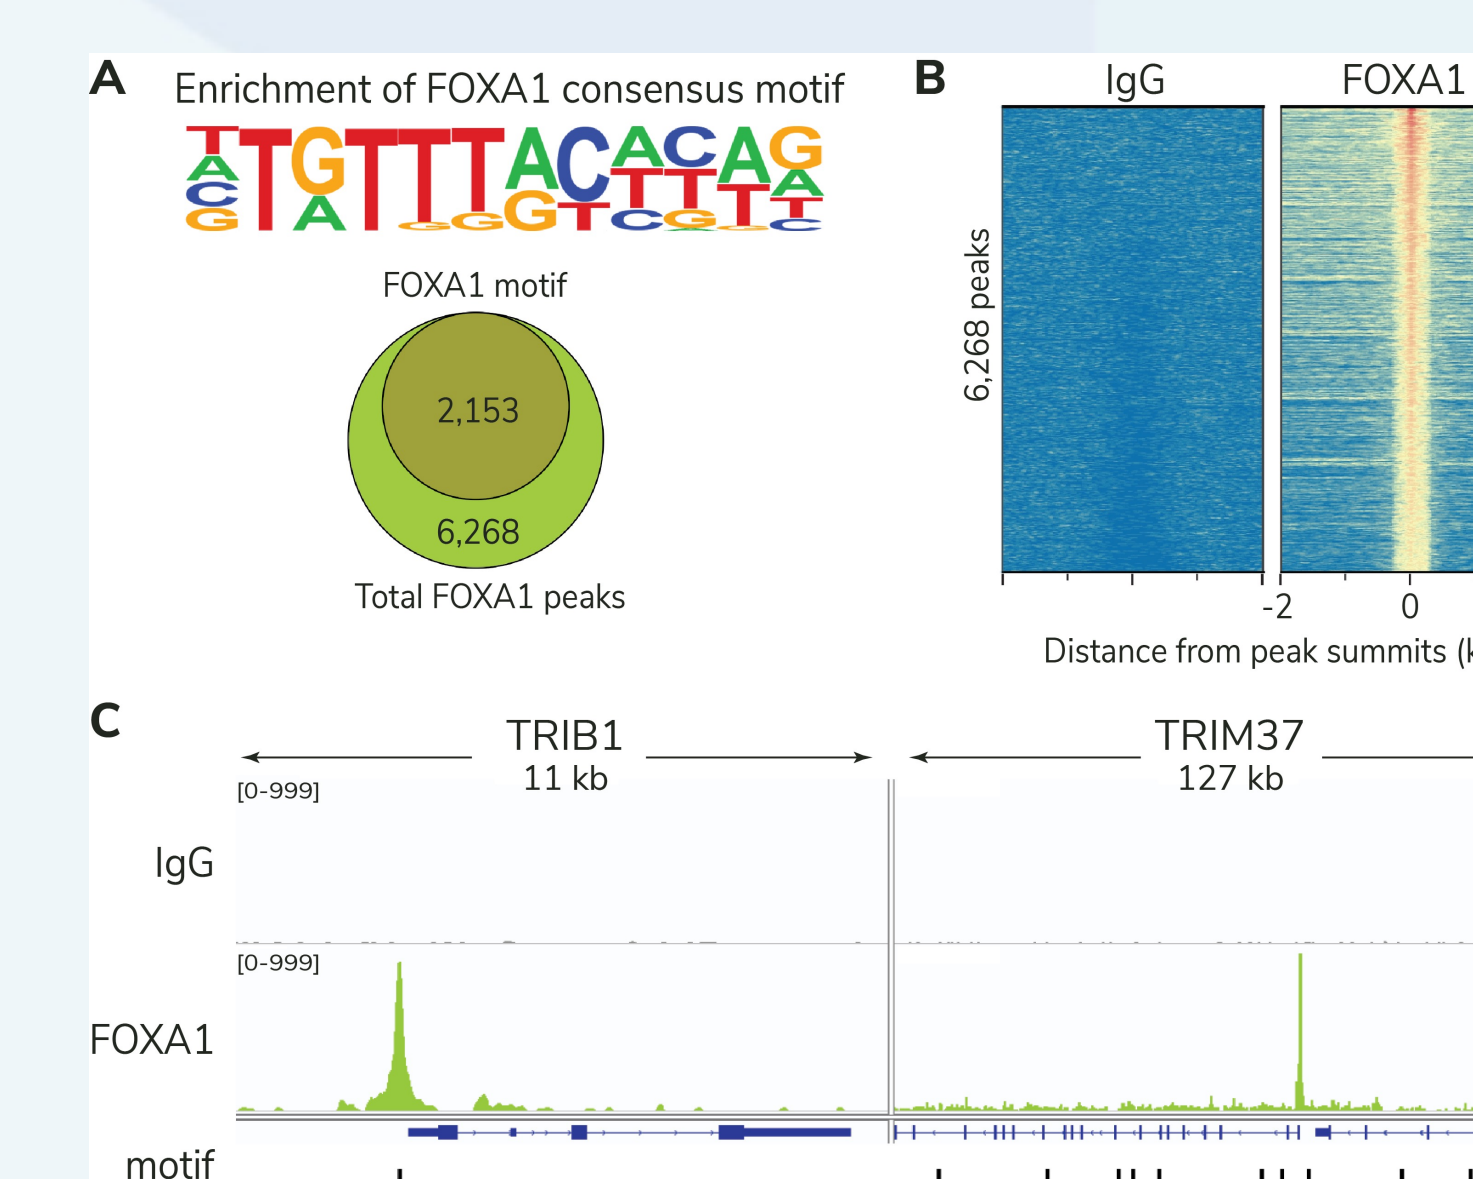 A
Enrichment of FOXA1 consensus motif
FOXA1 motif
2,153
6,268
Total FOXA1 peaks
B
IgG
FOXA1
6,268 peaks
-2
0
Distance from peak summits (k
C
TRIB1
11 kb
TRIM37
127 kb
[0-999]
IgG
[0-999]
FOXA1
motif